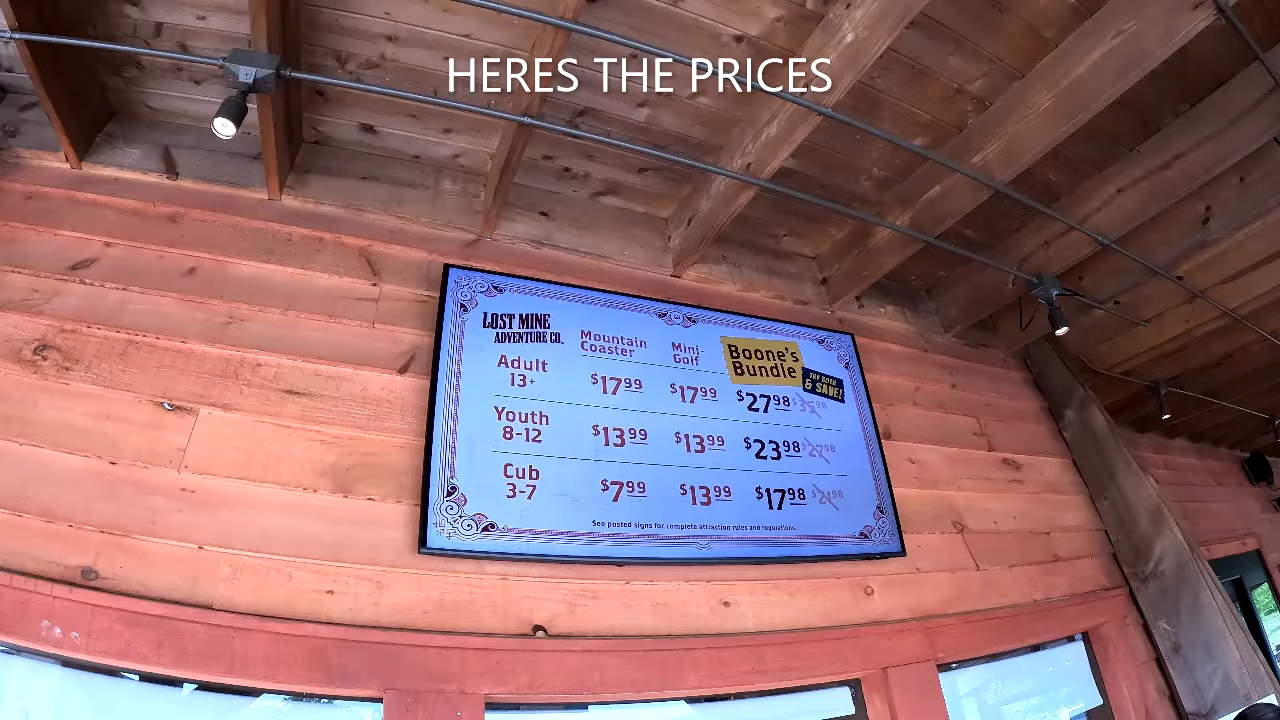 HERES THE PRICES
LOST MINE
ADVENTURE CO.
Mountain
Coaster
Mini-
Golf
Boone's
Bundle
TRY BOTH
& SAVE!
Adult
13+
$17.99 $17.99 $27.98 $35.98
Youth
8-12
$13.99 $13.99 $23.98 $27.98
Cub
3-7
$7.99 $13.99 $17.98 $21.98
See posted signs for complete attraction rules and regulations.